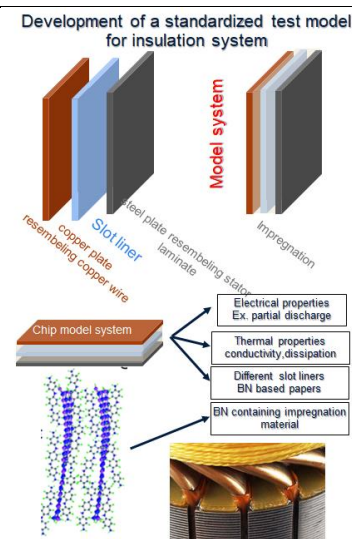 Development of a standardized test model
for insulation system
Model system
copper plate
resembeling copper wire
Slot liner
steel plate resembeling stator
laminate
Impregnation
Chip model system
Electrical properties
Ex. partial discharge
Thermal properties
conductivity,dissipation
Different slot liners
BN based papers
BN containing impregnation
material